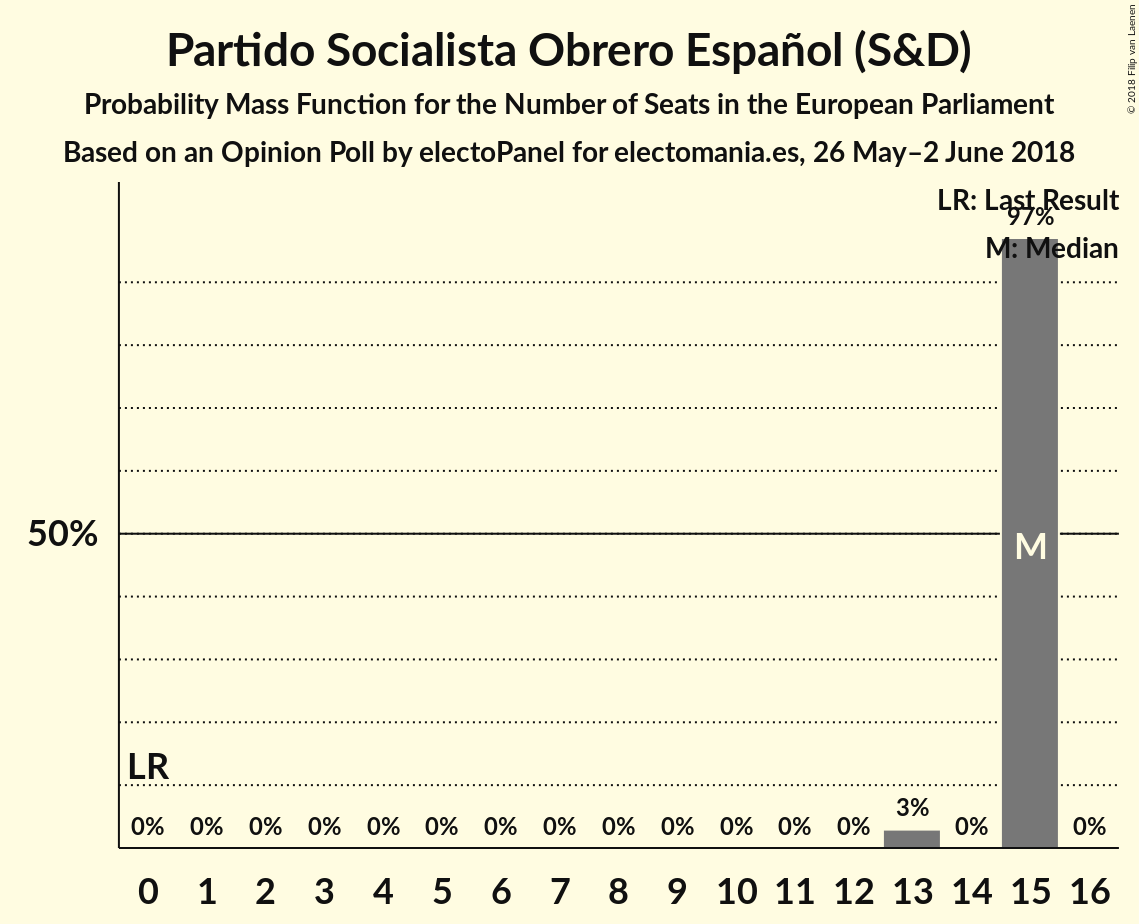 Partido Socialista Obrero Español (S&D)
Probability Mass Function for the Number of Seats in the European Parliament
Based on an Opinion Poll by electoPanel for electomania.es, 26 May–2 June 2018
© 2018 Filip van Laenen
LR: Last Result
97%
M: Median
50%
M
LR
0% 0% 0% 0% 0% 0% 0% 0% 0% 0% 0% 0% 0% 3% 0% 0%
0 1 2 3 4 5 6 7 8 9 10 11 12 13 14 15 16